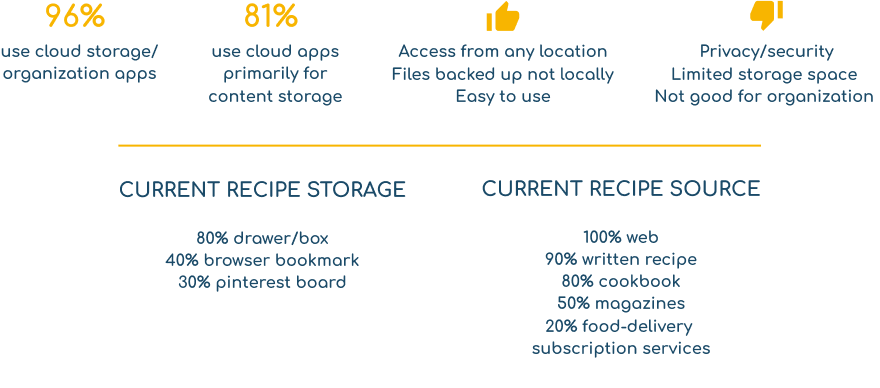 96%
use cloud storage/
organization apps
81%
use cloud apps
primarily for
content storage
Access from any location
Files backed up not locally
Easy to use
Privacy/security
Limited storage space
Not good for organization
CURRENT RECIPE STORAGE
80% drawer/box
40% browser bookmark
30% pinterest board
CURRENT RECIPE SOURCE
100% web
90% written recipe
80% cookbook
50% magazines
20% food-delivery
subscription services